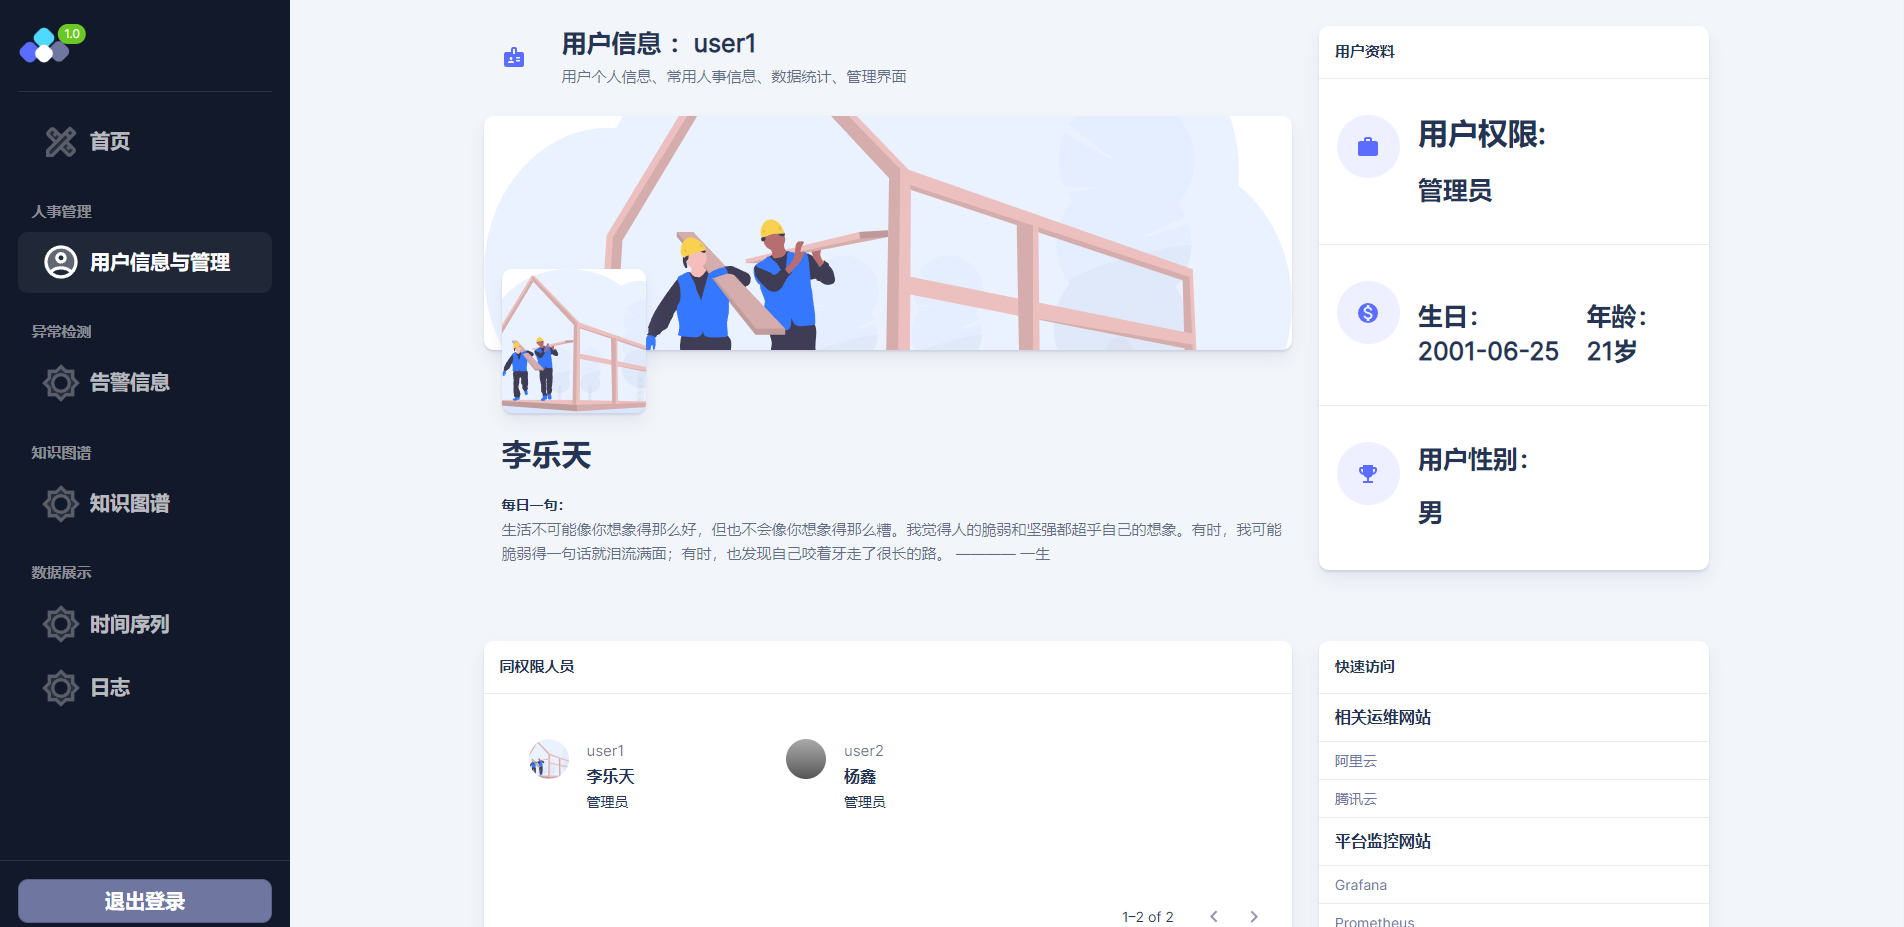 1.0
首页
人事管理
用户信息与管理
异常检测
告警信息
知识图谱
知识图谱
数据展示
时间序列
日志
退出登录
用户信息 : user1
用户个人信息、常用人事信息、数据统计、管理界面
李乐天
每日一句:
生活不可能像你想象得那么好，但也不会像你想象得那么糟。我觉得人的脆弱和坚强都超乎自己的想象。有时，我可能
脆弱得一句话就泪流满面；有时，也发现自己咬着牙走了很长的路。 ———— 一生
用户资料
用户权限:
管理员
生日:
2001-06-25
年龄:
21岁
用户性别:
男
同权限人员
user1
李乐天
管理员
user2
杨鑫
管理员
1–2 of 2
快速访问
相关运维网站
阿里云
腾讯云
平台监控网站
Grafana
Prometheus